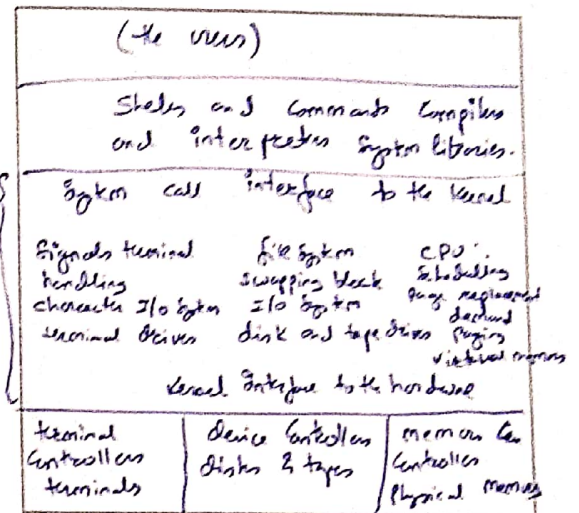 (the users)
Shells and Commands Compilers
and interpreters System libraries.
System call interface to the Kernel
Signals terminal file System CPU
handling swapping block Scheduling
character I/O System I/O System Page replacement
demand
terminal drives disk and tape drives Paging
virtual memory
Kernel Interface to the hardware
terminal device Controllers memory
Controllers disks & tapes Controller
terminals Physical Memory